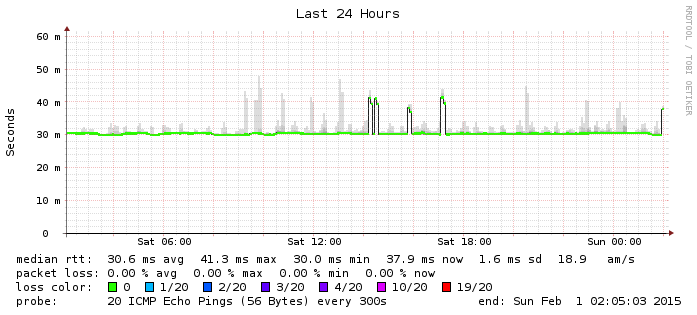 Last 24 Hours
RRDTOOL / TOBI OETIKER
Seconds
60 m
50 m
40 m
30 m
20 m
10 m
0
Sat 06:00 Sat 12:00 Sat 18:00 Sun 00:00
median rtt: 30.6 ms avg 41.3 ms max 30.0 ms min 37.9 ms now 1.6 ms sd 18.9 am/s
packet loss: 0.00 % avg 0.00 % max 0.00 % min 0.00 % now
loss color: 0 1/20 2/20 3/20 4/20 10/20 19/20
probe: 20 ICMP Echo Pings (56 Bytes) every 300s end: Sun Feb 1 02:05:03 2015